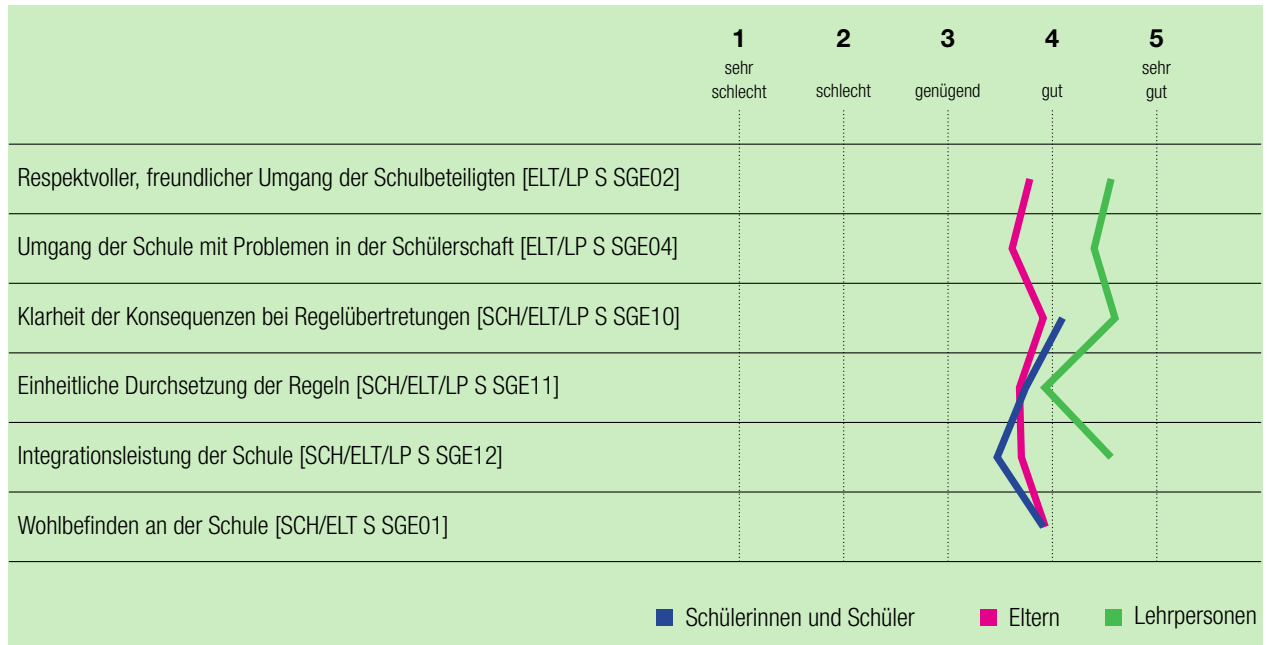 1 2 3 4 5
sehr schlecht schlecht genügend gut sehr gut
Respektvoller, freundlicher Umgang der Schulbeteiligten [ELT/LP S SGE02]
Umgang der Schule mit Problemen in der Schülerschaft [ELT/LP S SGE04]
Klarheit der Konsequenzen bei Regelübertretungen [SCH/ELT/LP S SGE10]
Einheitliche Durchsetzung der Regeln [SCH/ELT/LP S SGE11]
Integrationsleistung der Schule [SCH/ELT/LP S SGE12]
Wohlbefinden an der Schule [SCH/ELT S SGE01]
Schülerinnen und Schüler Eltern Lehrpersonen